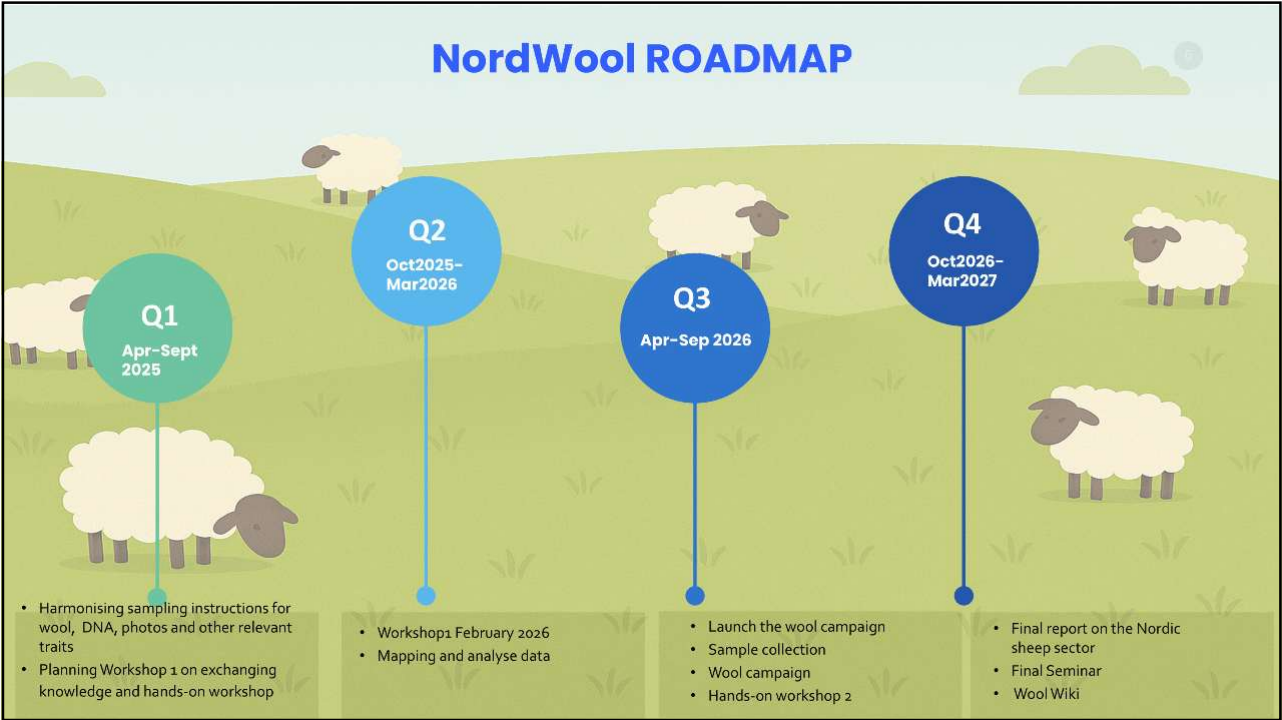 NordWool ROADMAP
Q1
Apr-Sept
2025
Q2
Oct2025-
Mar2026
Q3
Apr-Sep 2026
Q4
Oct2026-
Mar2027
• Harmonising sampling instructions for
wool, DNA, photos and other relevant
traits
• Planning Workshop 1 on exchanging
knowledge and hands-on workshop
• Workshop1 February 2026
• Mapping and analyse data
• Launch the wool campaign
• Sample collection
• Wool campaign
• Hands-on workshop 2
• Final report on the Nordic
sheep sector
• Final Seminar
• Wool Wiki